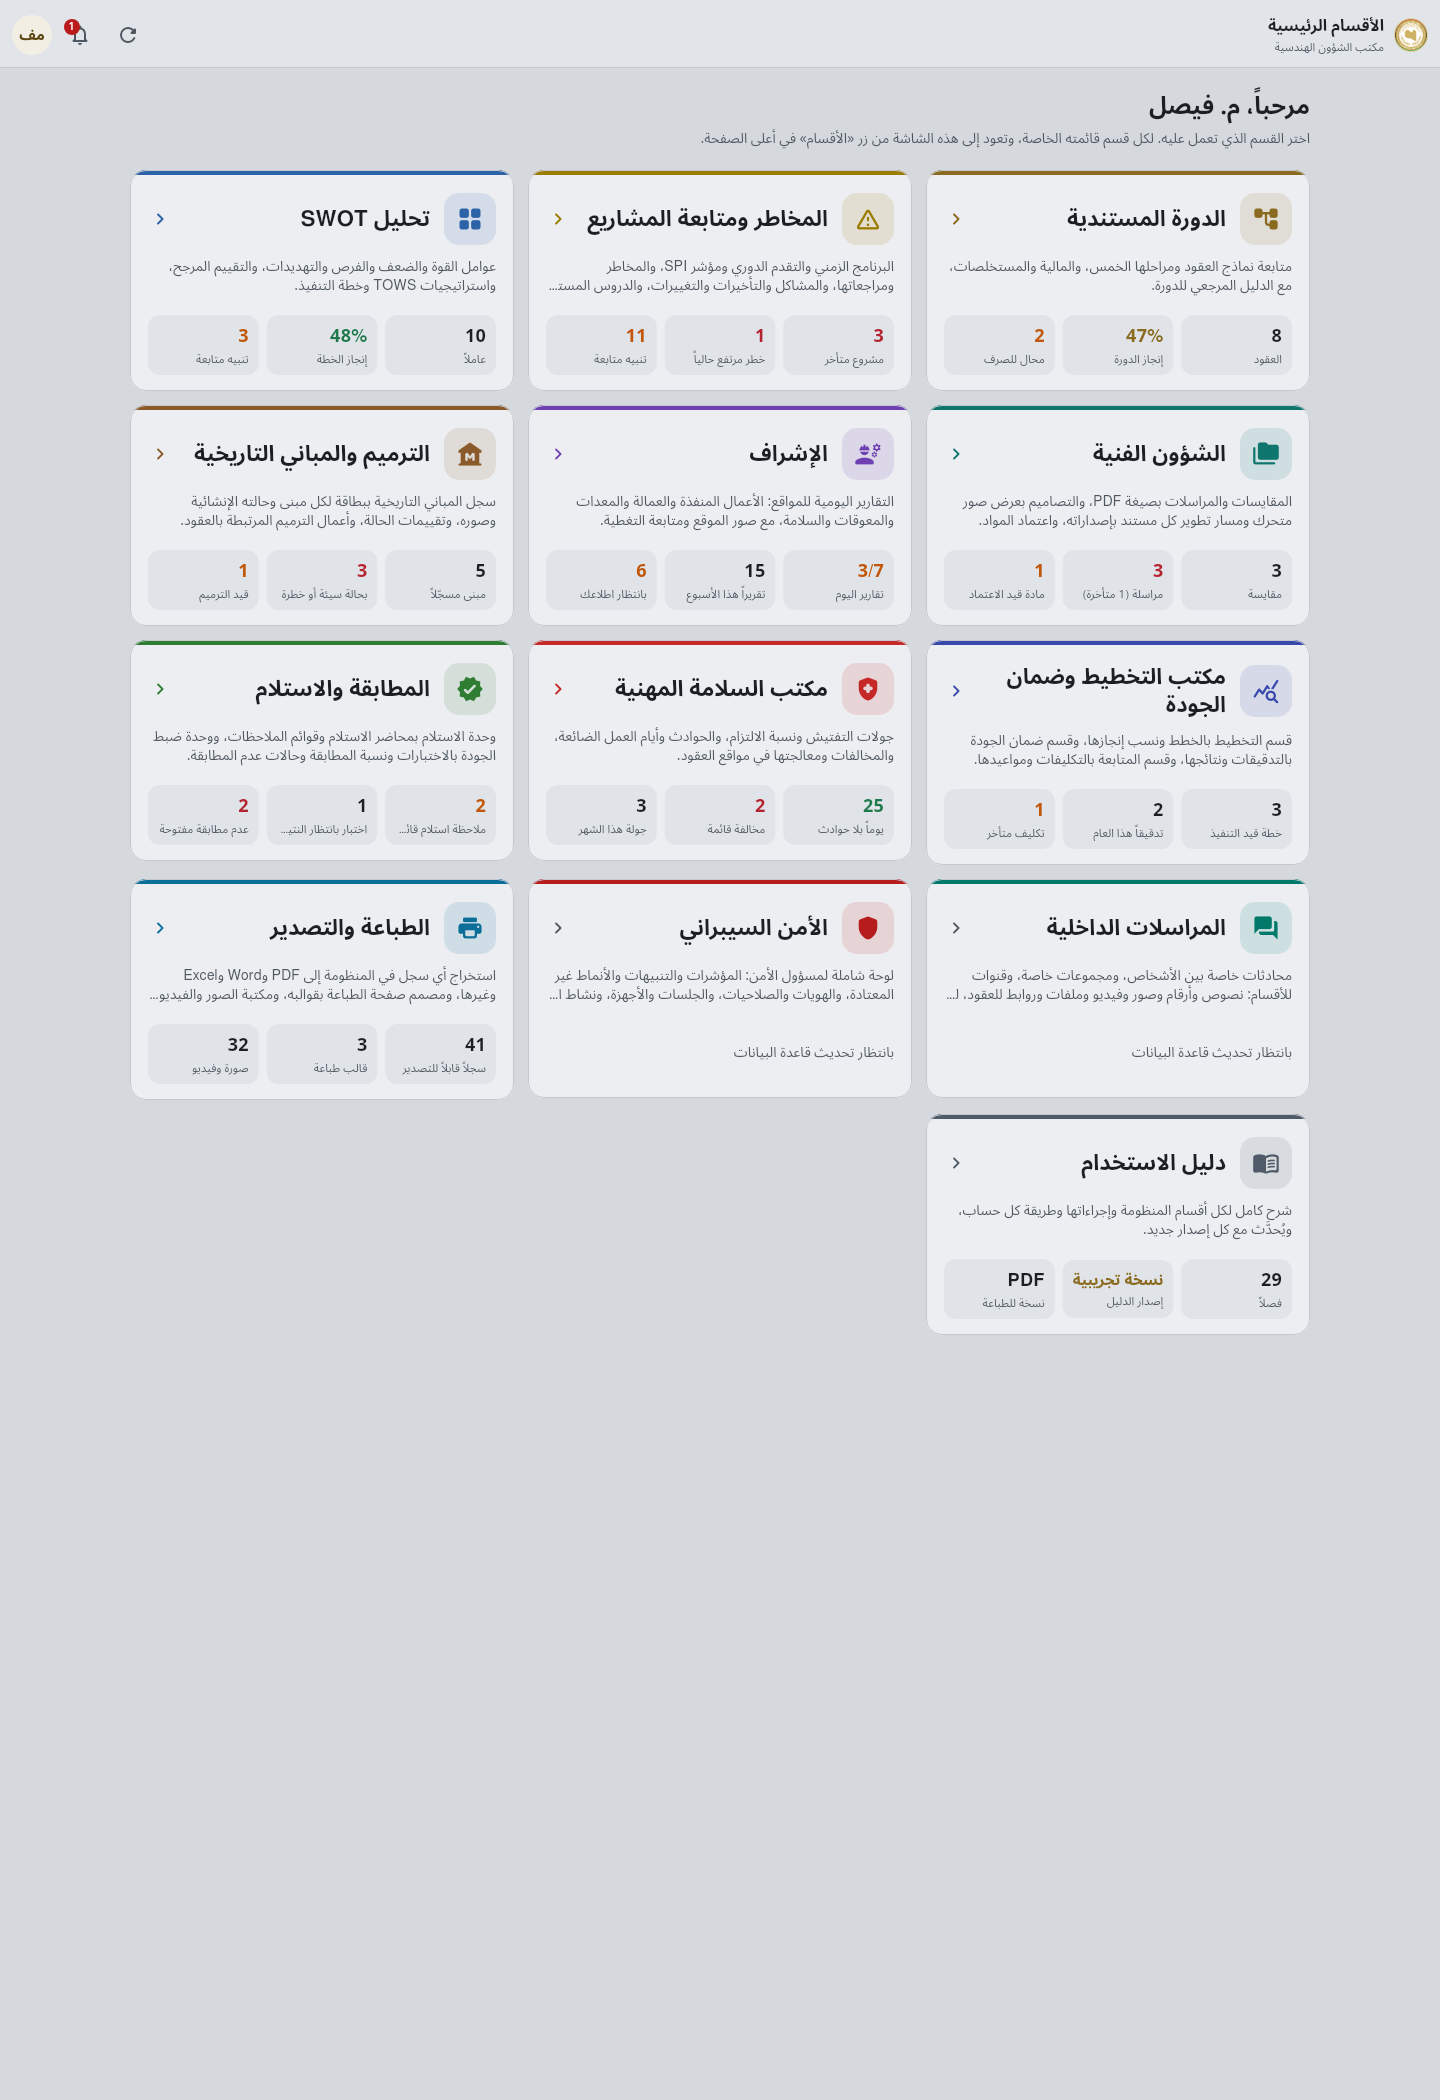 الأقسام الرئيسية
مكتب الشؤون الهندسية
1
مف
مرحباً، م. فيصل
اختر القسم الذي تعمل عليه. لكل قسم قائمته الخاصة، وتعود إلى هذه الشاشة من زر «الأقسام» في أعلى الصفحة.
الدورة المستندية
متابعة نماذج العقود ومراحلها الخمس، والمالية والمستخلصات،
مع الدليل المرجعي للدورة.
8
العقود
47%
إنجاز الدورة
2
محال للصرف
المخاطر ومتابعة المشاريع
البرنامج الزمني والتقدم الدوري ومؤشر SPI، والمخاطر
ومراجعاتها، والمشاكل والتأخيرات والتغييرات، والدروس المستـ...
3
مشروع متأخر
1
خطر مرتفع حالياً
11
تنبيه متابعة
تحليل SWOT
عوامل القوة والضعف والفرص والتهديدات، والتقييم المرجح،
واستراتيجيات TOWS وخطة التنفيذ.
10
عاملاً
48%
إنجاز الخطة
3
تنبيه متابعة
الشؤون الفنية
المقايسات والمراسلات بصيغة PDF، والتصاميم بعرض صور
متحرك ومسار تطوير كل مستند بإصداراته، واعتماد المواد.
3
مقايسة
3
مراسلة (1 متأخرة)
1
مادة قيد الاعتماد
الإشراف
التقارير اليومية للمواقع: الأعمال المنفذة والعمالة والمعدات
والمعوقات والسلامة، مع صور الموقع ومتابعة التغطية.
3/7
تقارير اليوم
15
تقريراً هذا الأسبوع
6
بانتظار اطلاعك
الترميم والمباني التاريخية
سجل المباني التاريخية ببطاقة لكل مبنى وحالته الإنشائية
وصوره، وتقييمات الحالة، وأعمال الترميم المرتبطة بالعقود.
5
مبنى مسجّلاً
3
بحالة سيئة أو خطرة
1
قيد الترميم
مكتب التخطيط وضمان
الجودة
قسم التخطيط بالخطط ونسب إنجازها، وقسم ضمان الجودة
بالتدقيقات ونتائجها، وقسم المتابعة بالتكليفات ومواعيدها.
3
خطة قيد التنفيذ
2
تدقيقاً هذا العام
1
تكليف متأخر
مكتب السلامة المهنية
جولات التفتيش ونسبة الالتزام، والحوادث وأيام العمل الضائعة،
والمخالفات ومعالجتها في مواقع العقود.
25
يوماً بلا حوادث
2
مخالفة قائمة
3
جولة هذا الشهر
المطابقة والاستلام
وحدة الاستلام بمحاضر الاستلام وقوائم الملاحظات، ووحدة ضبط
الجودة بالاختبارات ونسبة المطابقة وحالات عدم المطابقة.
2
ملاحظة استلام قائـ...
1
اختبار بانتظار النتيـ...
2
عدم مطابقة مفتوحة
المراسلات الداخلية
محادثات خاصة بين الأشخاص، ومجموعات خاصة، وقنوات
للأقسام: نصوص وأرقام وصور وفيديو وملفات وروابط للعقود، لـ...
بانتظار تحديث قاعدة البيانات
الأمن السيبراني
لوحة شاملة لمسؤول الأمن: المؤشرات والتنبيهات والأنماط غير
المعتادة، والهويات والصلاحيات، والجلسات والأجهزة، ونشاط ا...
بانتظار تحديث قاعدة البيانات
الطباعة والتصدير
استخراج أي سجل في المنظومة إلى PDF وWord وExcel
وغيرها، ومصمم صفحة الطباعة بقوالبه، ومكتبة الصور والفيديو...
41
سجلاً قابلاً للتصدير
3
قالب طباعة
32
صورة وفيديو
دليل الاستخدام
شرح كامل لكل أقسام المنظومة وإجراءاتها وطريقة كل حساب،
ويُحدَّث مع كل إصدار جديد.
29
فصلاً
نسخة تجريبية
إصدار الدليل
PDF
نسخة للطباعة